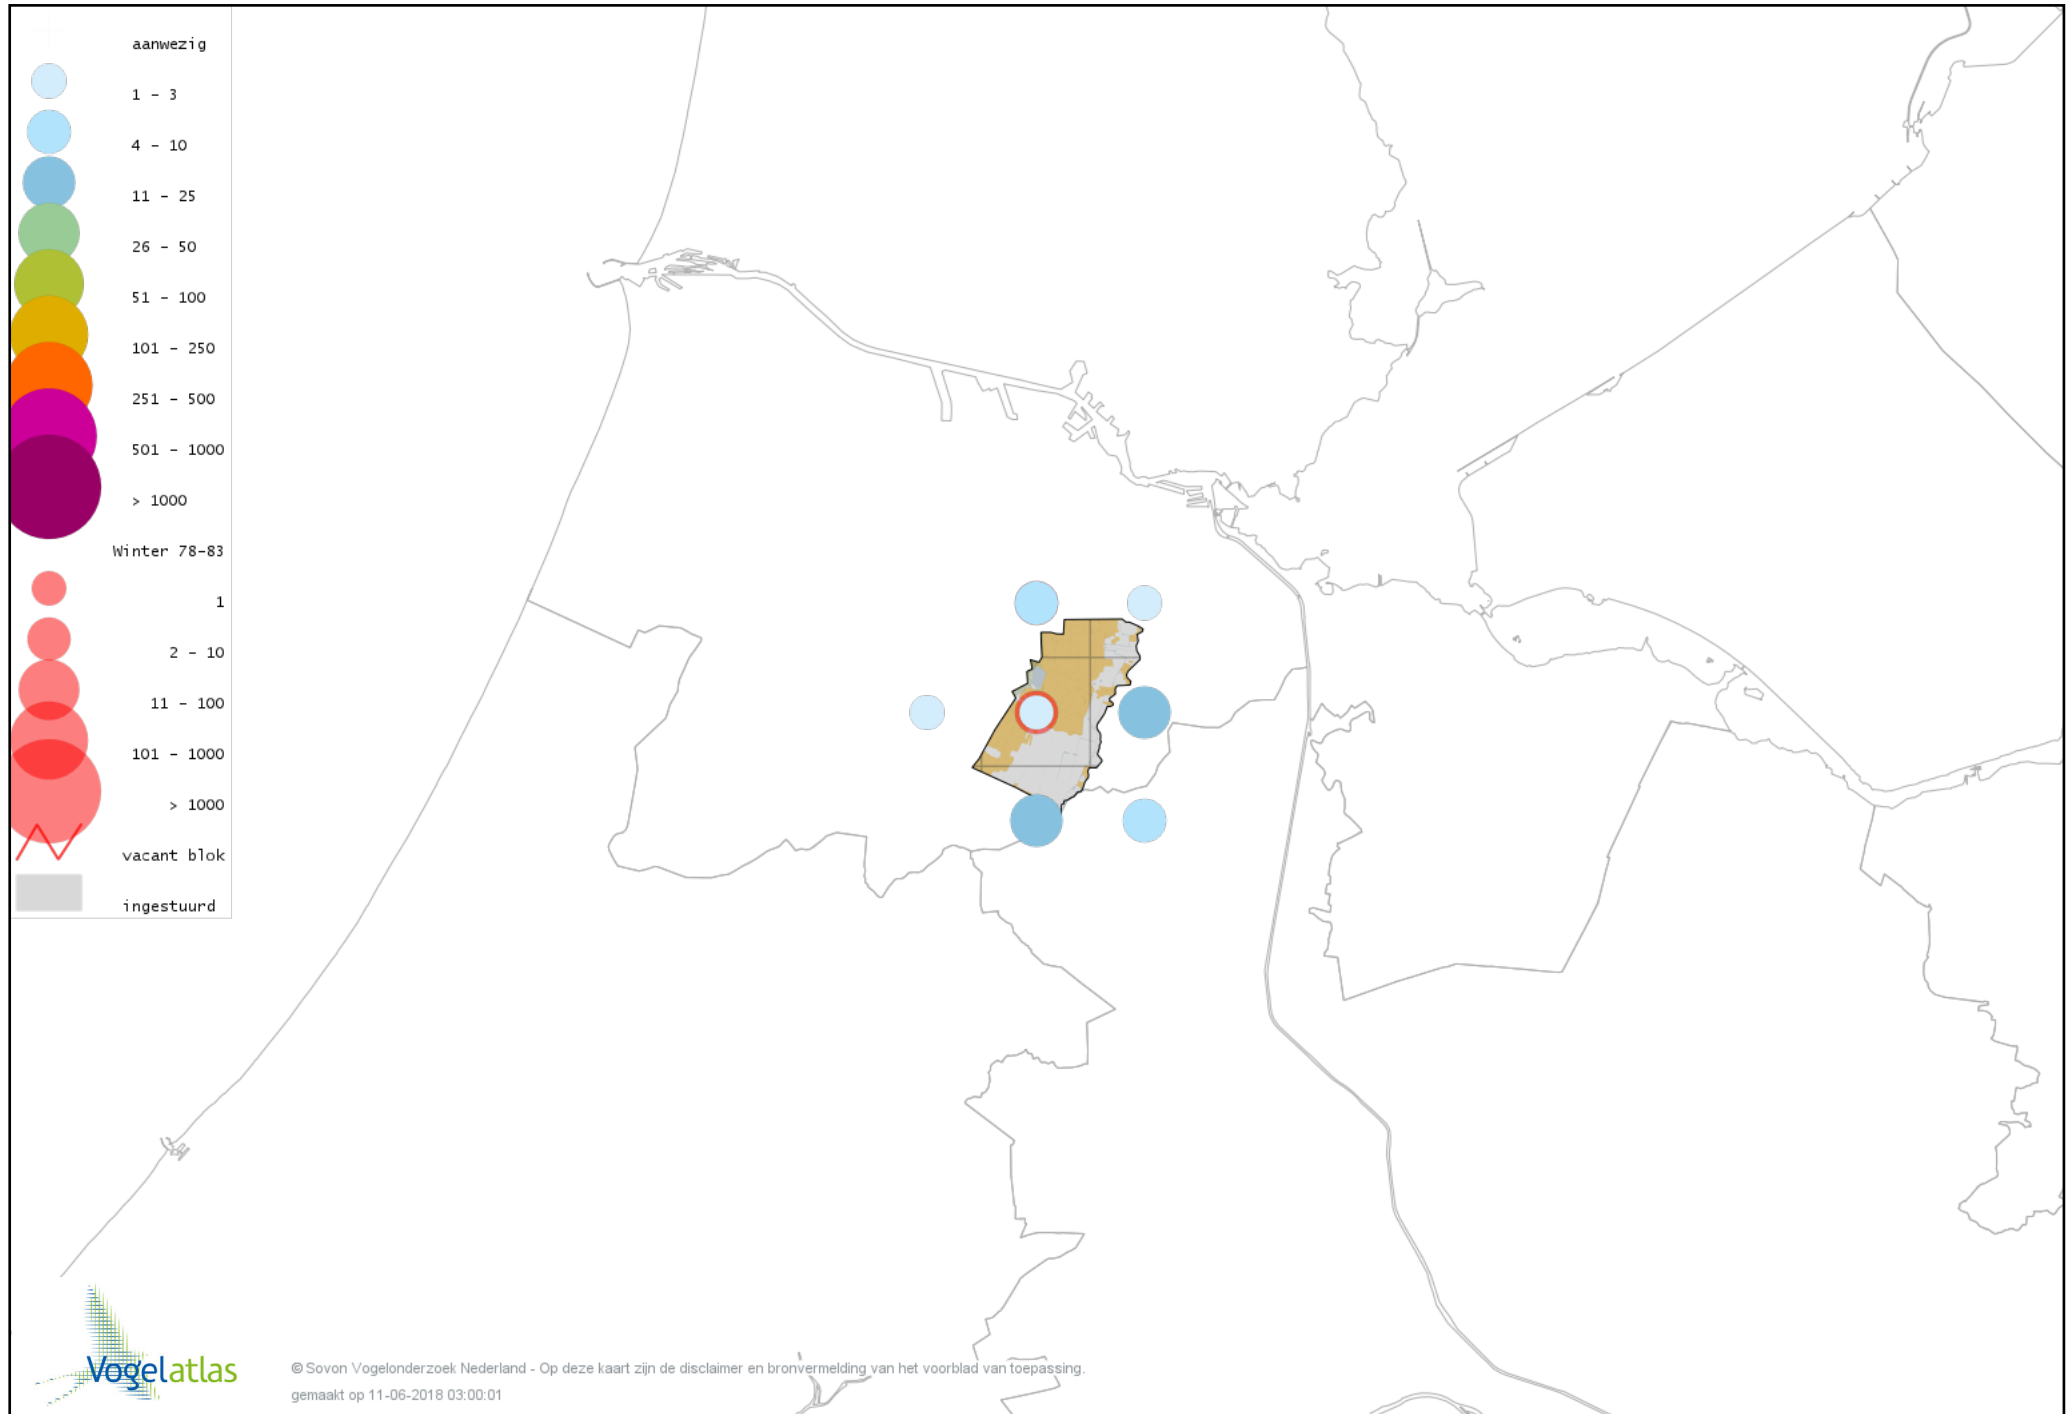 aanwezig
1 - 3
4 - 10
11 - 25
26 - 50
51 - 100
101 - 250
251 - 500
501 - 1000
> 1000
Winter 78-83
1
2 - 10
11 - 100
101 - 1000
> 1000
vacant blok
ingestuurd
Vogelatlas
© Sovon Vogelonderzoek Nederland - Op deze kaart zijn de disclaimer en bronvermelding van het voorblad van toepassing.
gemaakt op 11-06-2018 03:00:01